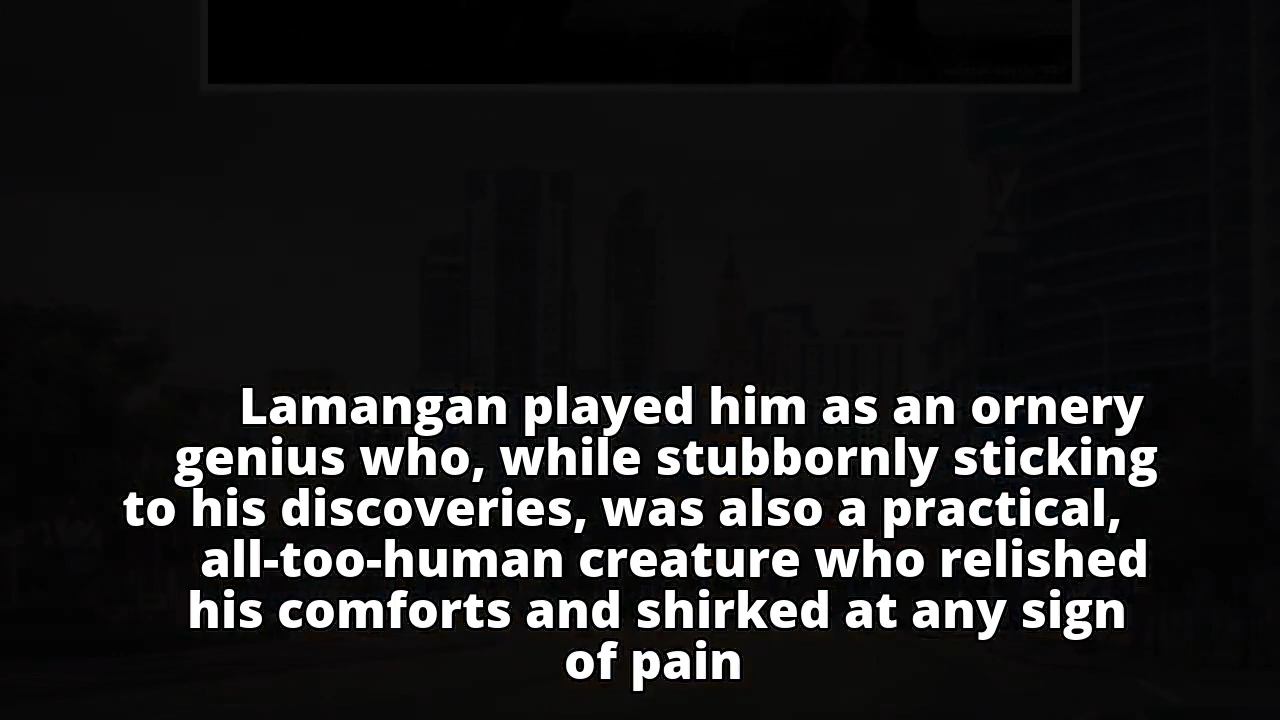 Lamangan played him as an ornery
genius who, while stubbornly sticking
to his discoveries, was also a practical,
all-too-human creature who relished
his comforts and shirked at any sign
of pain